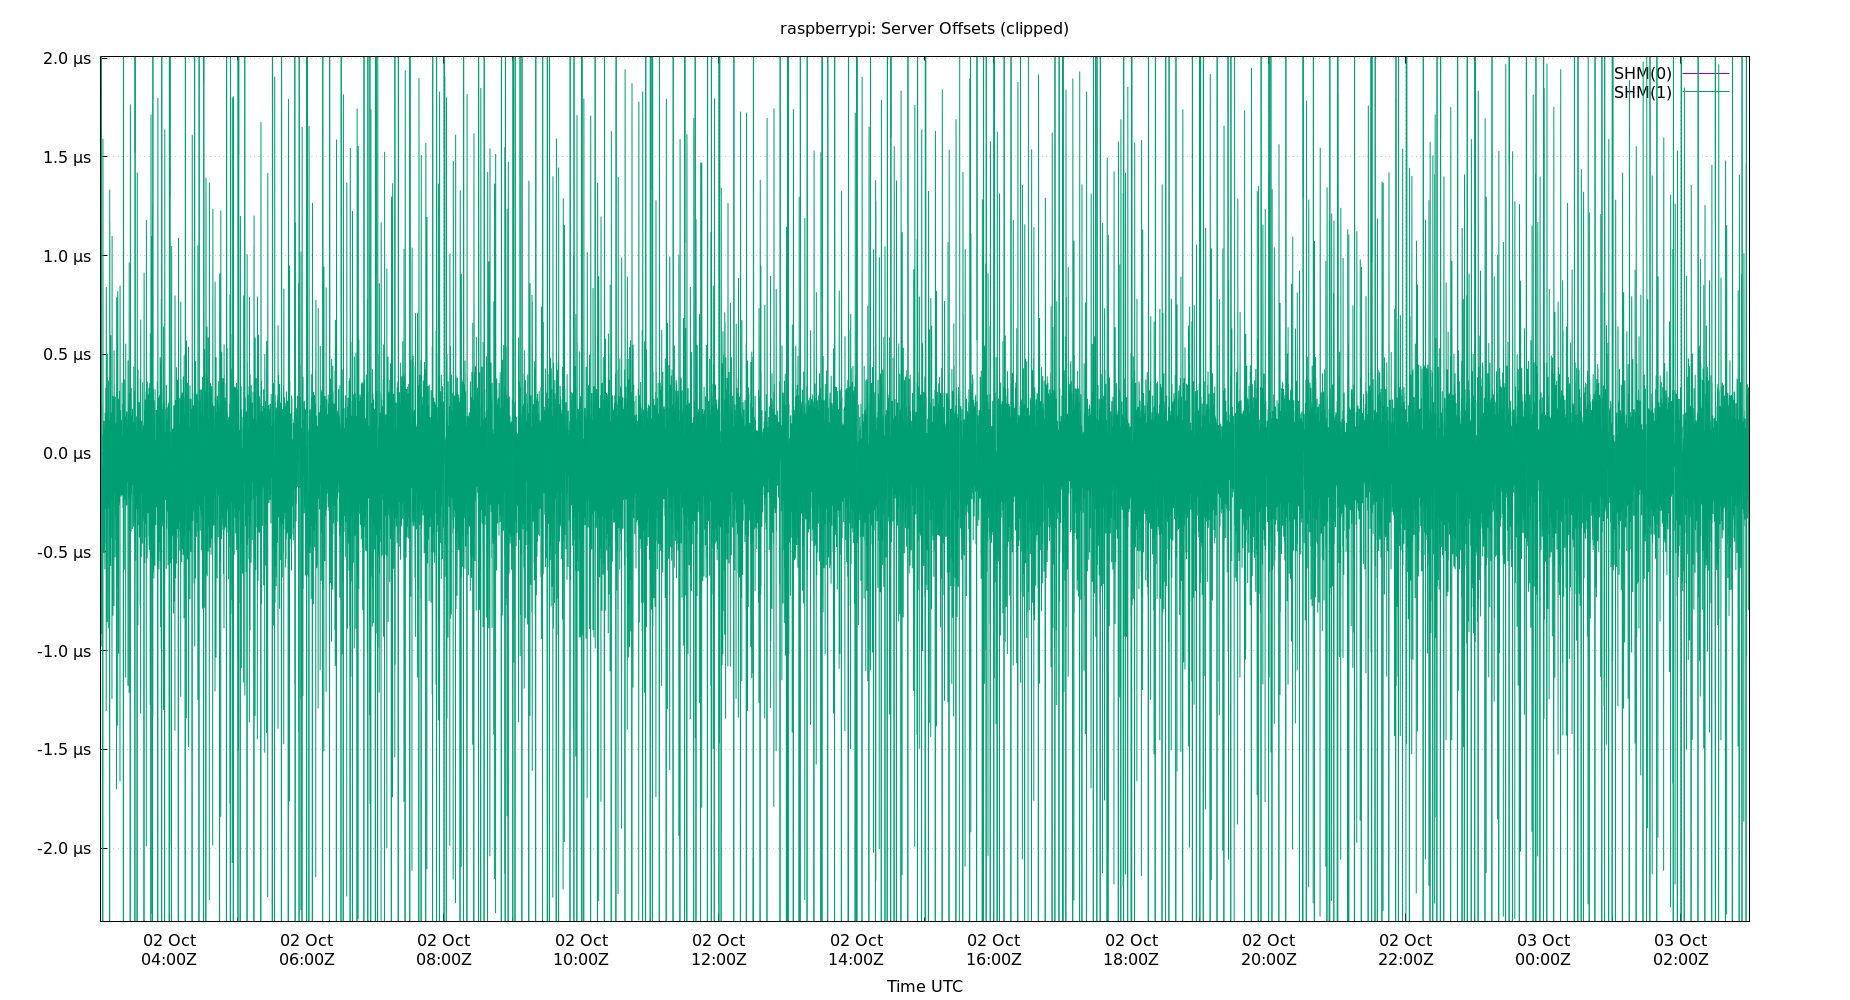 raspberrypi: Server Offsets (clipped)
2.0 µs
1.5 µs
1.0 µs
0.5 µs
0.0 µs
-0.5 µs
-1.0 µs
-1.5 µs
-2.0 µs
SHM(0)
SHM(1)
02 Oct 02 Oct 02 Oct 02 Oct 02 Oct 02 Oct 02 Oct 02 Oct 02 Oct 02 Oct 03 Oct 03 Oct
04:00Z 06:00Z 08:00Z 10:00Z 12:00Z 14:00Z 16:00Z 18:00Z 20:00Z 22:00Z 00:00Z 02:00Z
Time UTC